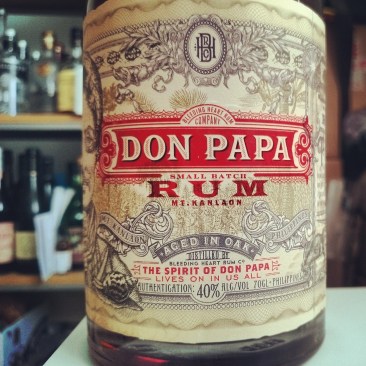 BLEEDING HEART RUM
COMPANY
DON PAPA
SMALL BATCH
RUM
MT. KANLAON
AGED IN OAK
DISTILLED BY
BLEEDING HEART RUM Cº
THE SPIRIT OF DON PAPA
LIVES ON IN US ALL
AUTHENTICATION: 40% ALC/VOL 70CL